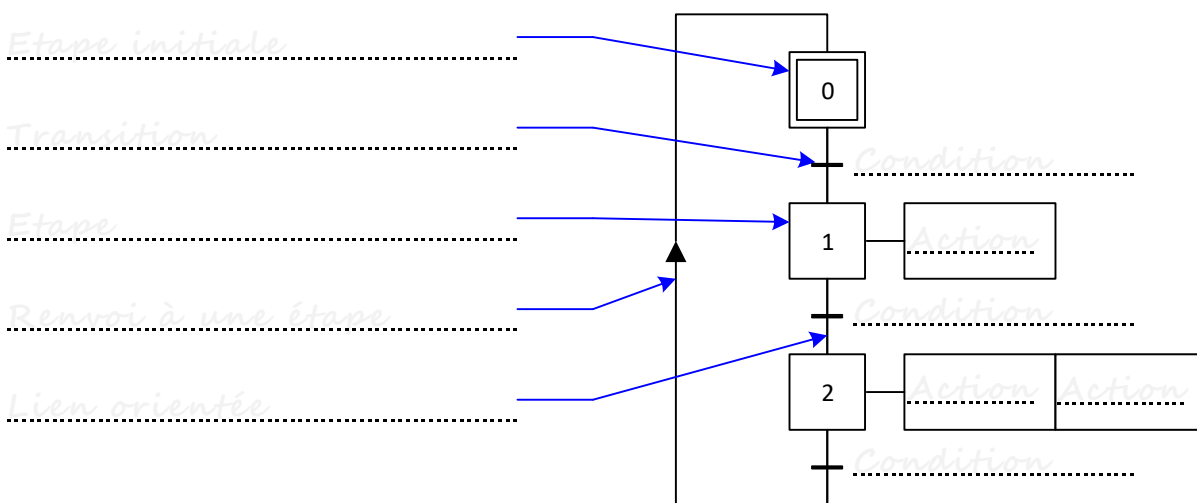 Etape initiale
0
Transition
Condition
Etape
1
Action
Renvoi à une étape
Condition
Lien orientée
2
Action
Action
Condition